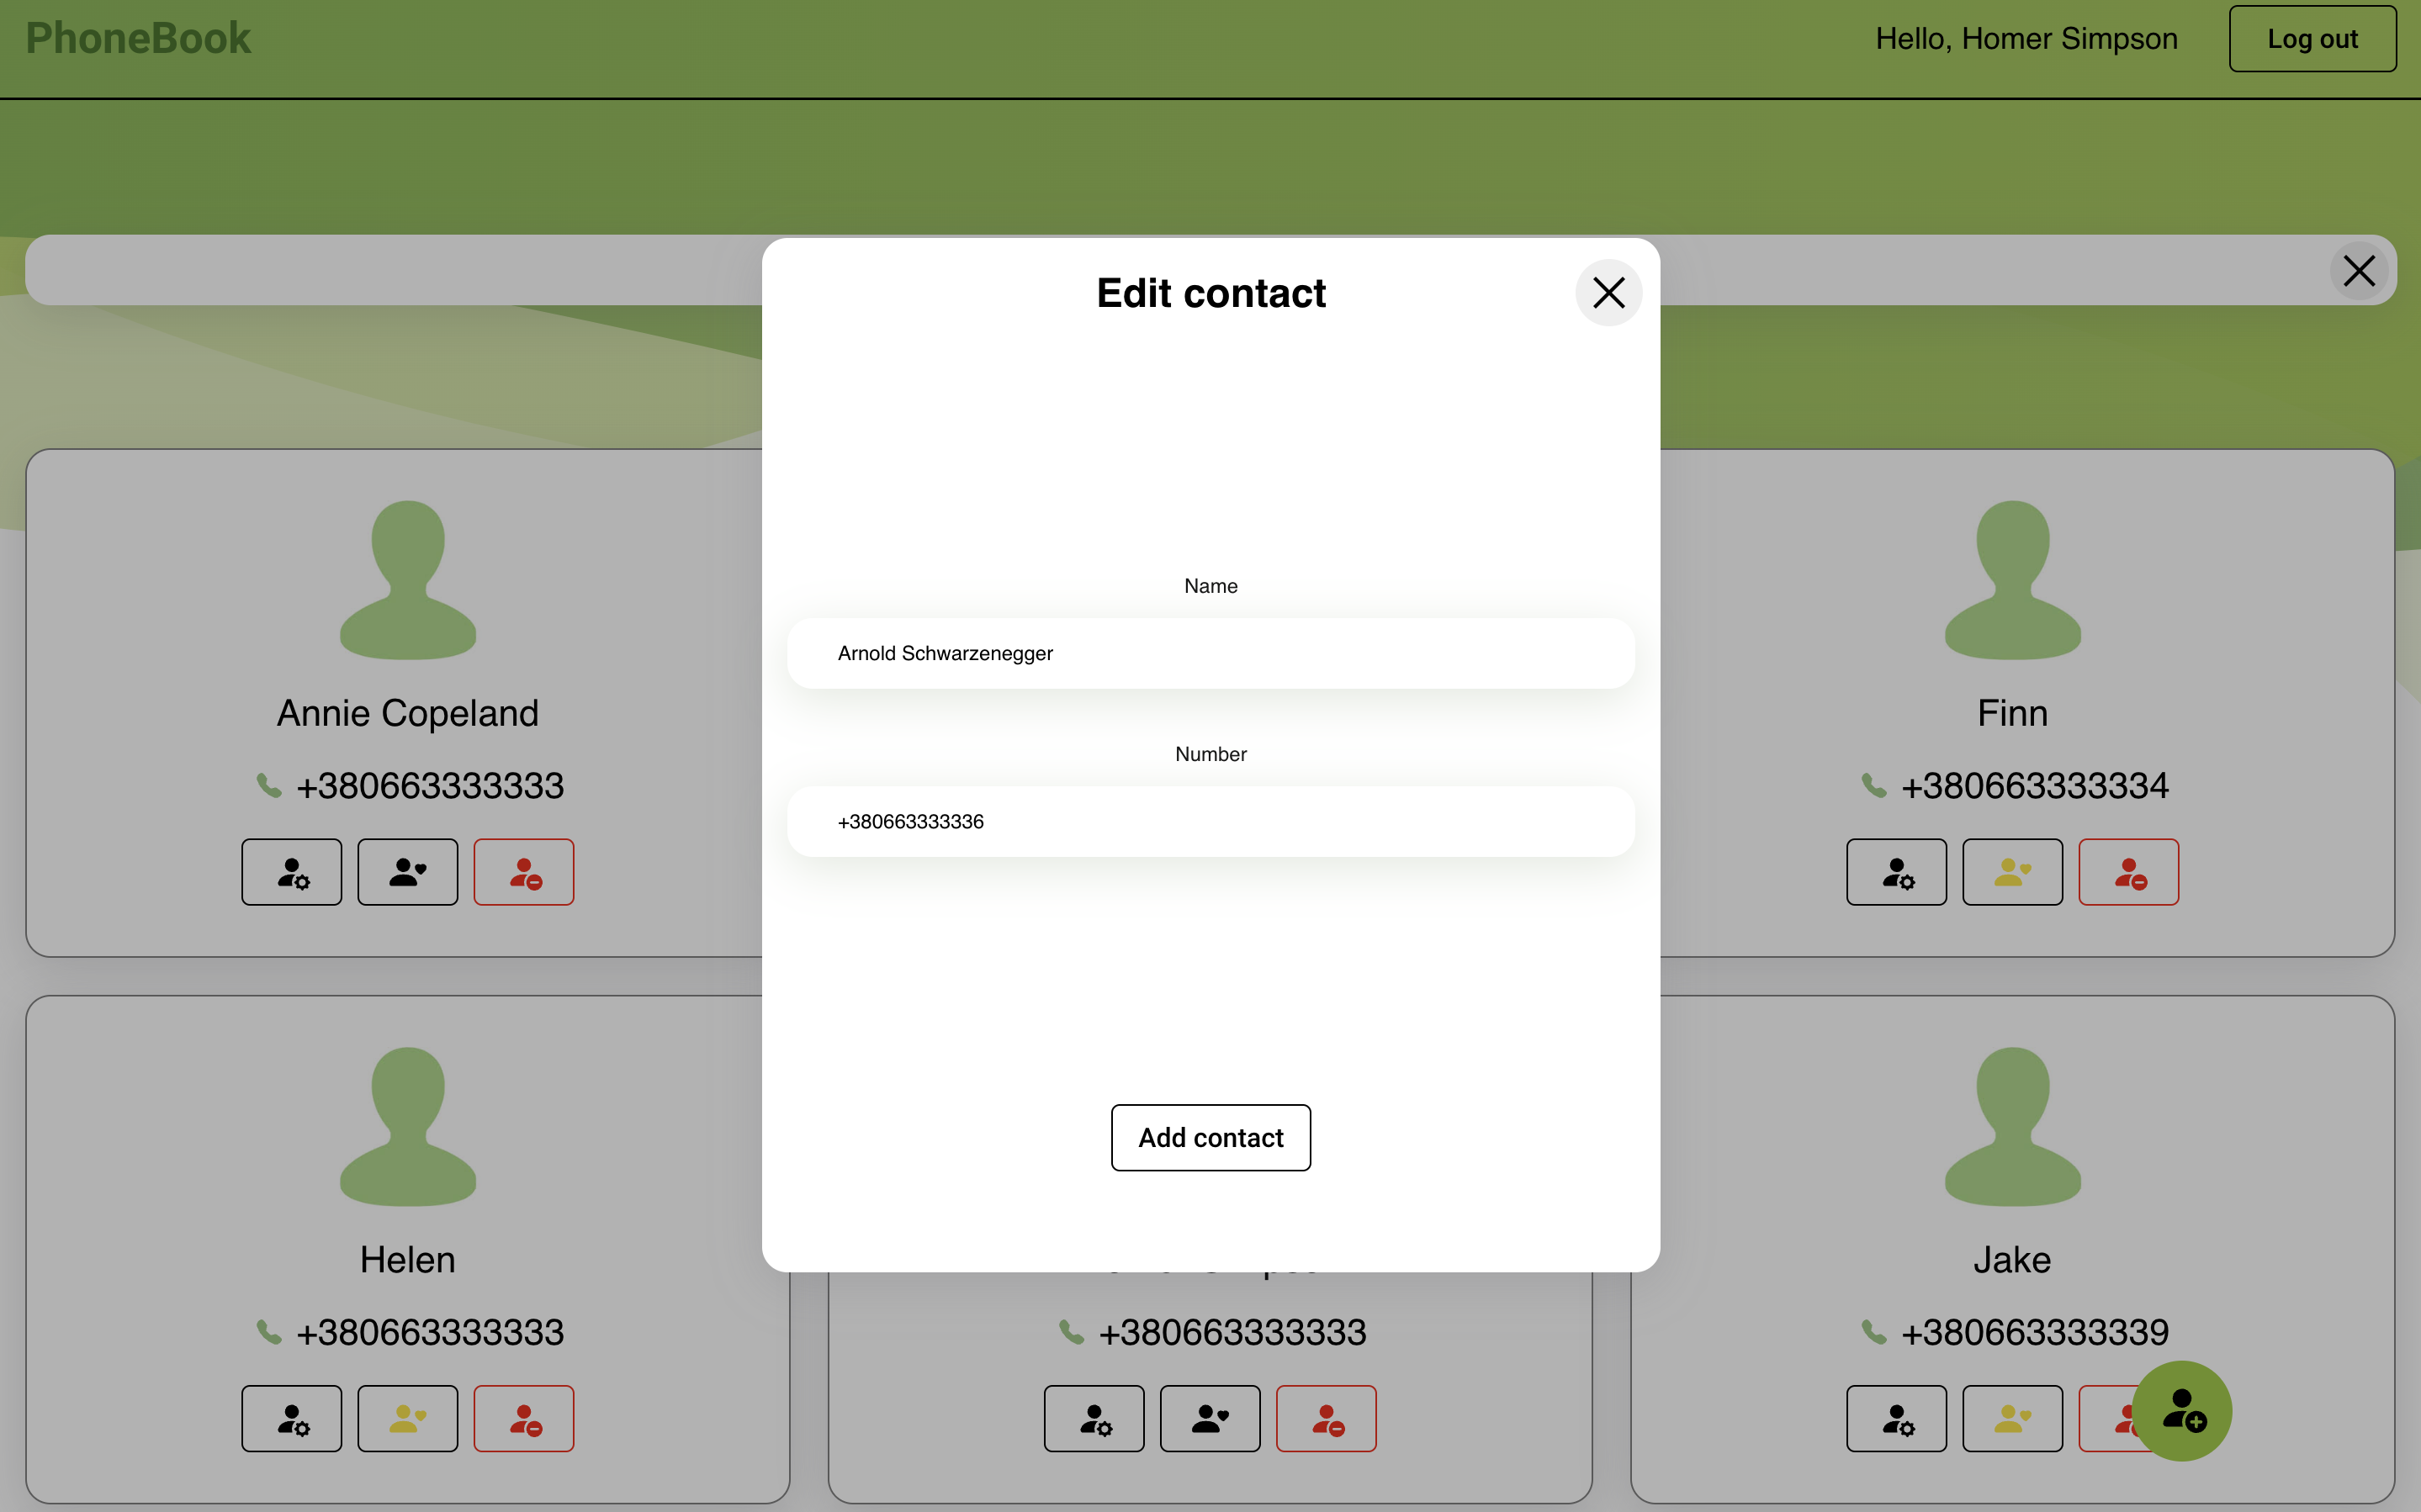 PhoneBook
Hello, Homer Simpson
Log out
Edit contact
Name
Arnold Schwarzenegger
Number
+380663333336
Add contact
Annie Copeland
+380663333333
Finn
+380663333334
Helen
+380663333333
+380663333333
Jake
+380663333339